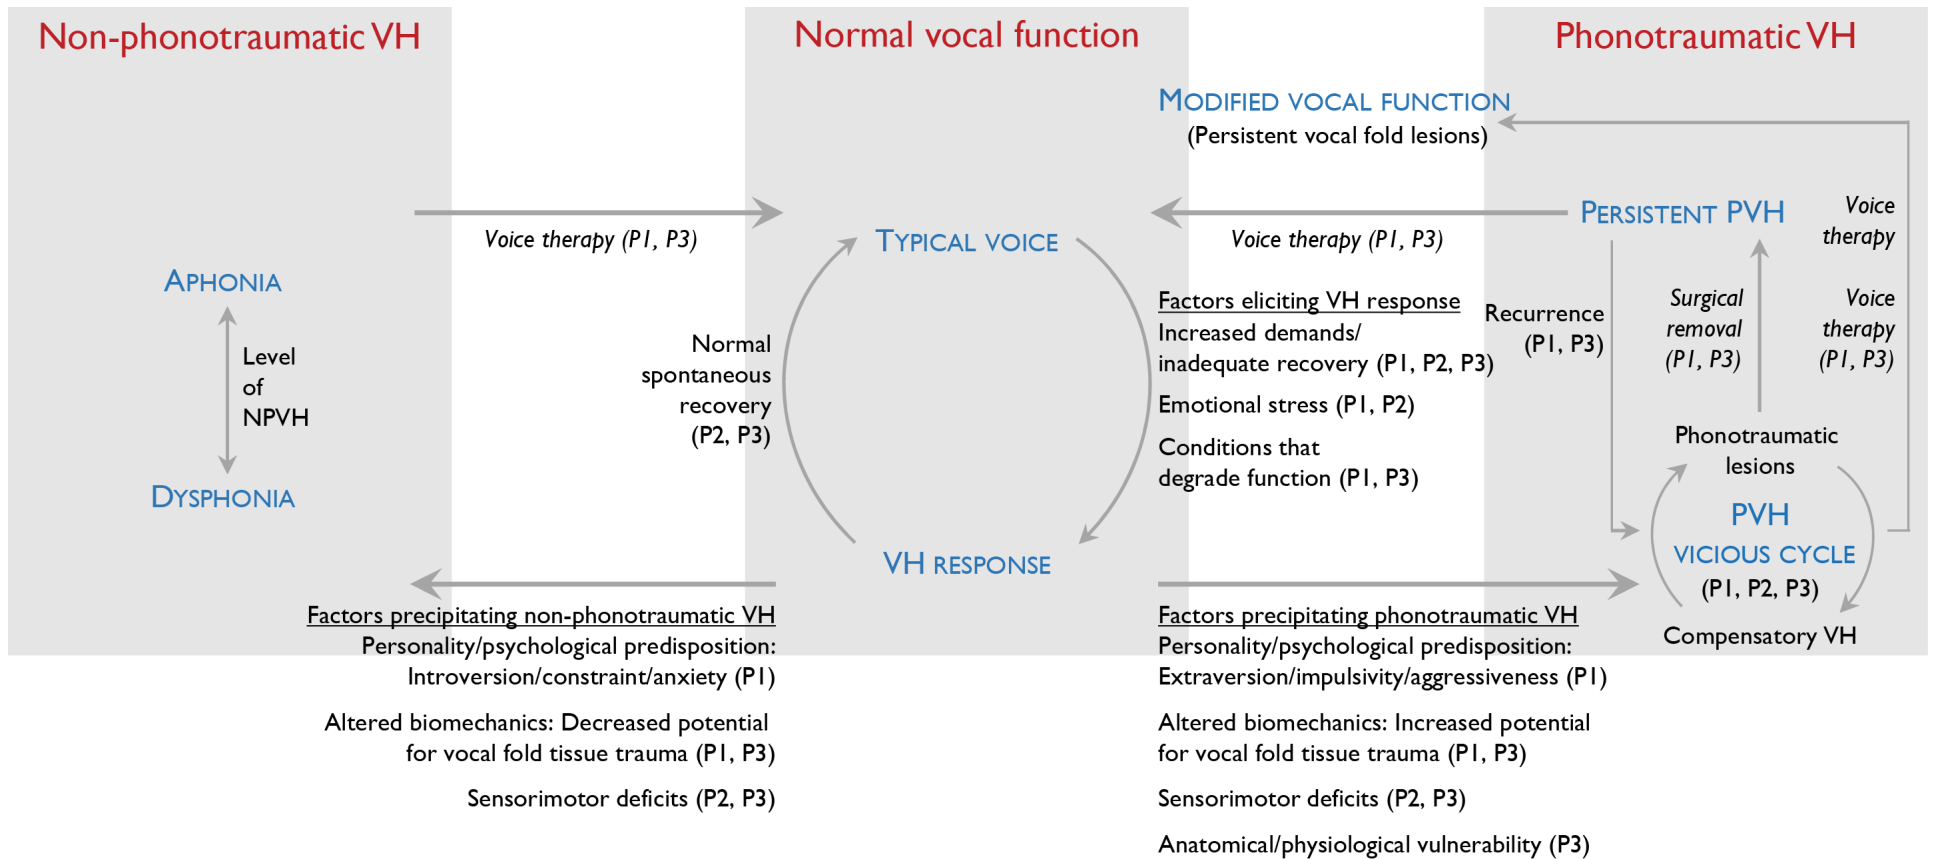 Non-phonotraumatic VH
Normal vocal function
Phonotraumatic VH
APHONIA
Level
of
NPVH
DYSPHONIA
Voice therapy (P1, P3)
TYPICAL VOICE
Normal
spontaneous
recovery
(P2, P3)
VH RESPONSE
MODIFIED VOCAL FUNCTION
(Persistent vocal fold lesions)
Voice therapy (P1, P3)
Factors eliciting VH response
Increased demands/
inadequate recovery (P1, P2, P3)
Emotional stress (P1, P2)
Conditions that
degrade function (P1, P3)
PERSISTENT PVH
Recurrence
(P1, P3)
Surgical
removal
(P1, P3)
Voice
therapy
Voice
therapy
(P1, P3)
Phonotraumatic
lesions
PVH
VICIOUS CYCLE
(P1, P2, P3)
Compensatory VH
Factors precipitating non-phonotraumatic VH
Personality/psychological predisposition:
Introversion/constraint/anxiety (P1)
Altered biomechanics: Decreased potential
for vocal fold tissue trauma (P1, P3)
Sensorimotor deficits (P2, P3)
Factors precipitating phonotraumatic VH
Personality/psychological predisposition:
Extraversion/impulsivity/aggressiveness (P1)
Altered biomechanics: Increased potential
for vocal fold tissue trauma (P1, P3)
Sensorimotor deficits (P2, P3)
Anatomical/physiological vulnerability (P3)